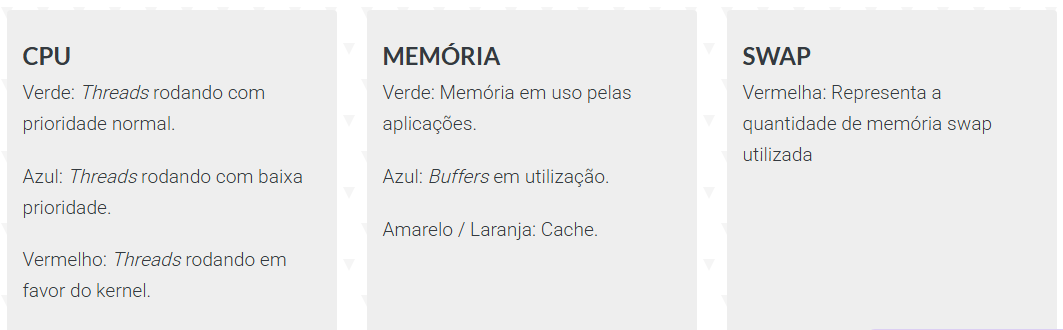 CPU
Verde: Threads rodando com
prioridade normal.
Azul: Threads rodando com baixa
prioridade.
Vermelho: Threads rodando em
favor do kernel.
MEMÓRIA
Verde: Memória em uso pelas
aplicações.
Azul: Buffers em utilização.
Amarelo / Laranja: Cache.
SWAP
Vermelha: Representa a
quantidade de memória swap
utilizada